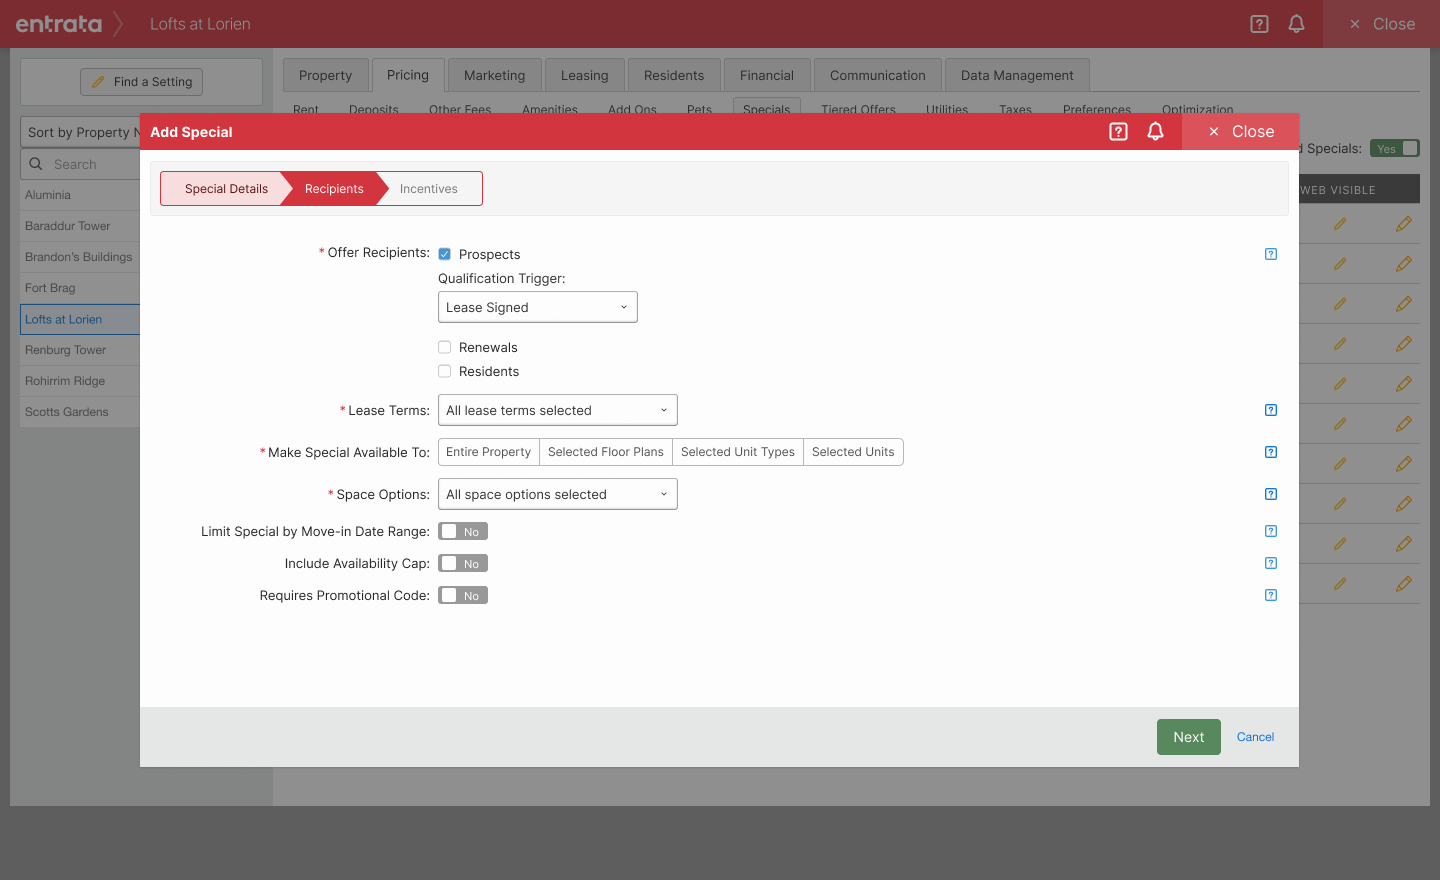 entrata Lofts at Lorien Close
Find a Setting
Property Pricing Marketing Leasing Residents Financial Communication Data Management
Rent Deposits Other Fees Amenities Add Ons Pets Specials Tiered Offers Utilities Taxes Preferences Optimization
Sort by Property N
Add Special Close
Specials: Yes
Search
WEB VISIBLE
Special Details Recipients Incentives
Aluminia
Baraddur Tower
Brandon's Buildings
Fort Brag
Lofts at Lorien
Renburg Tower
Rohirrim Ridge
Scotts Gardens
* Offer Recipients: Prospects
Qualification Trigger:
Lease Signed
Renewals
Residents
* Lease Terms: All lease terms selected
* Make Special Available To: Entire Property Selected Floor Plans Selected Unit Types Selected Units
* Space Options: All space options selected
Limit Special by Move-in Date Range: No
Include Availability Cap: No
Requires Promotional Code: No
Next Cancel